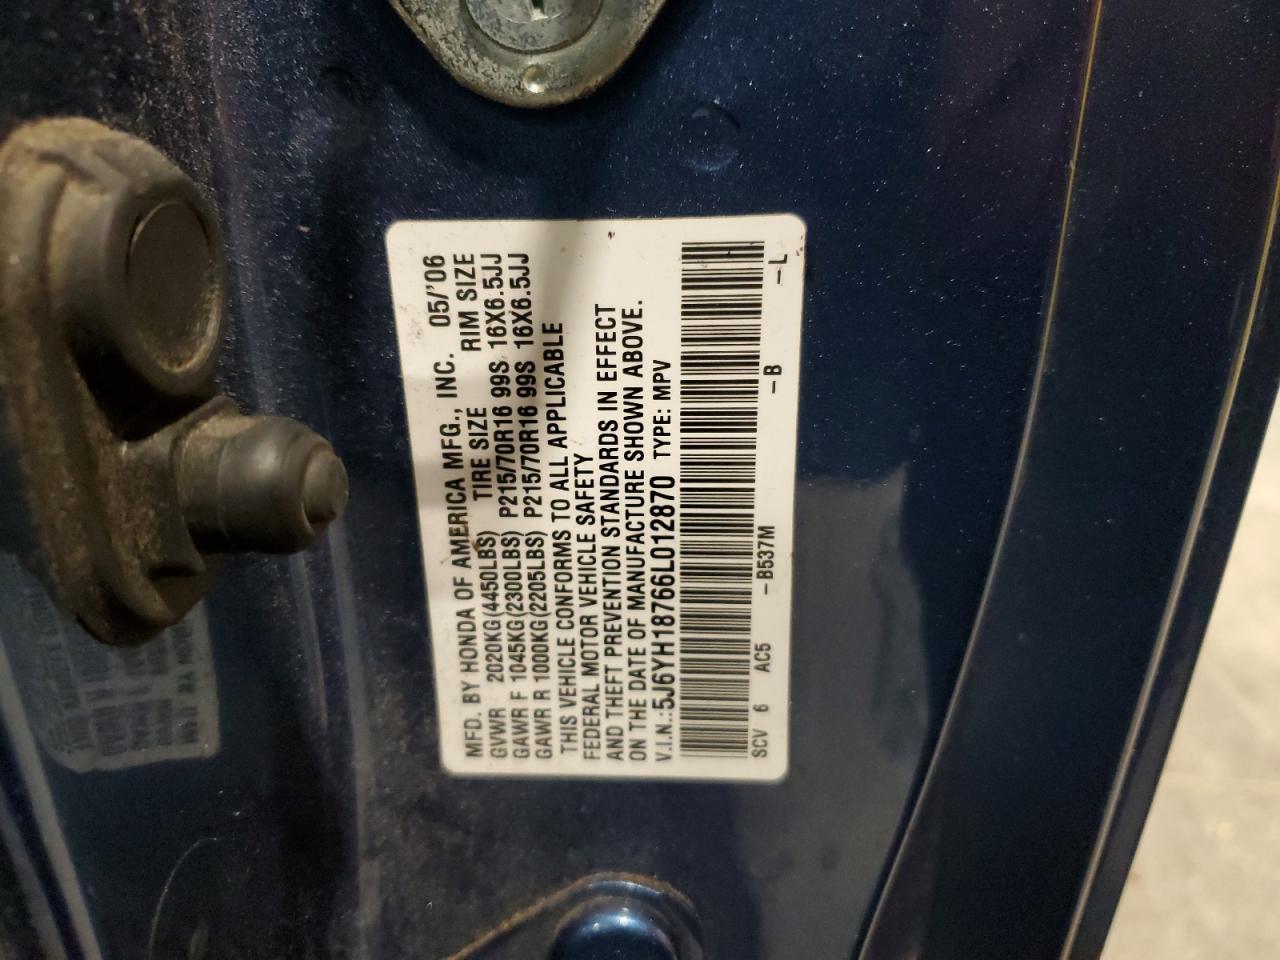 MFD. BY HONDA OF AMERICA MFG., INC. 05/'06
GVWR 2020KG(4450LBS) TIRE SIZE RIM SIZE
GAWR F 1045KG(2300LBS) P215/70R16 99S 16X6.5JJ
GAWR R 1000KG(2205LBS) P215/70R16 99S 16X6.5JJ
THIS VEHICLE CONFORMS TO ALL APPLICABLE
FEDERAL MOTOR VEHICLE SAFETY
AND THEFT PREVENTION STANDARDS IN EFFECT
ON THE DATE OF MANUFACTURE SHOWN ABOVE.
V.I.N.:5J6YH18766L012870 TYPE: MPV
SCV 6 AC5 -B537M -B -L